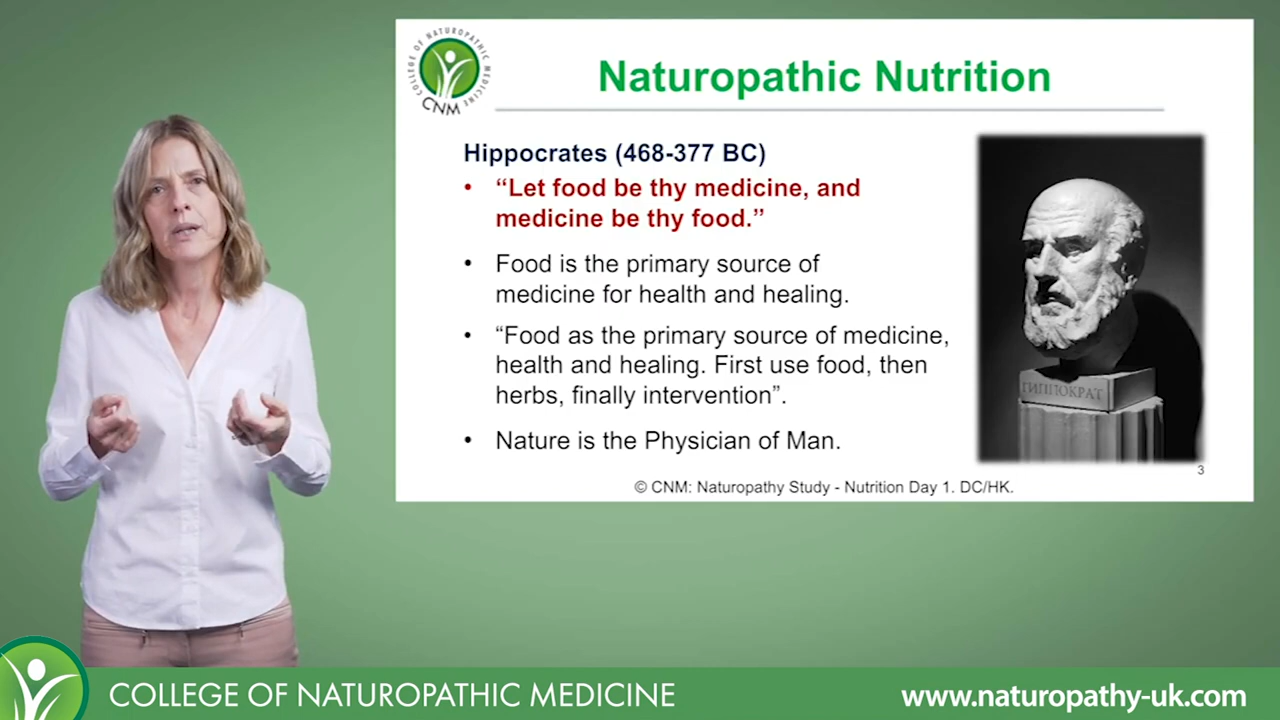 COLLEGE OF NATUROPATHIC MEDICINE
CNM
Naturopathic Nutrition
Hippocrates (468-377 BC)
• “Let food be thy medicine, and
medicine be thy food.”
• Food is the primary source of
medicine for health and healing.
• “Food as the primary source of medicine,
health and healing. First use food, then
herbs, finally intervention”.
• Nature is the Physician of Man.
ГИППОКРАТ
3
© CNM: Naturopathy Study - Nutrition Day 1. DC/HK.
COLLEGE OF NATUROPATHIC MEDICINE
www.naturopathy-uk.com